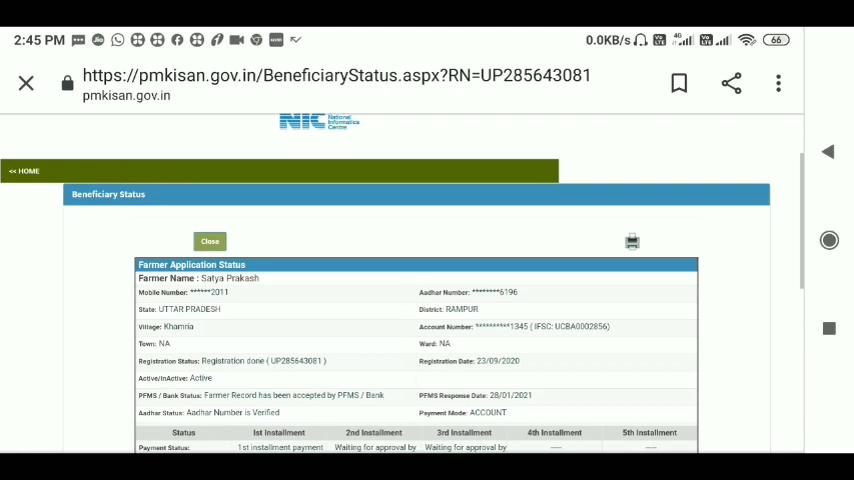 2:45 PM
0.0KB/s 4G 66
https://pmkisan.gov.in/BeneficiaryStatus.aspx?RN=UP285643081
pmkisan.gov.in
NIC National Informatics Centre
<< HOME
Beneficiary Status
Close
Farmer Application Status
Farmer Name : Satya Prakash
Mobile Number: ******2011 Aadhar Number: ********6196
State: UTTAR PRADESH District: RAMPUR
Village: Khamria Account Number: **********1345 ( IFSC: UCBA0002856)
Town: NA Ward: NA
Registration Status: Registration done ( UP285643081 ) Registration Date: 23/09/2020
Active/InActive: Active
PFMS / Bank Status: Farmer Record has been accepted by PFMS / Bank PFMS Response Date: 28/01/2021
Aadhar Status: Aadhar Number is Verified Payment Mode: ACCOUNT
Status 1st Installment 2nd Installment 3rd Installment 4th Installment 5th Installment
Payment Status: 1st installment payment Waiting for approval by Waiting for approval by ---- ----